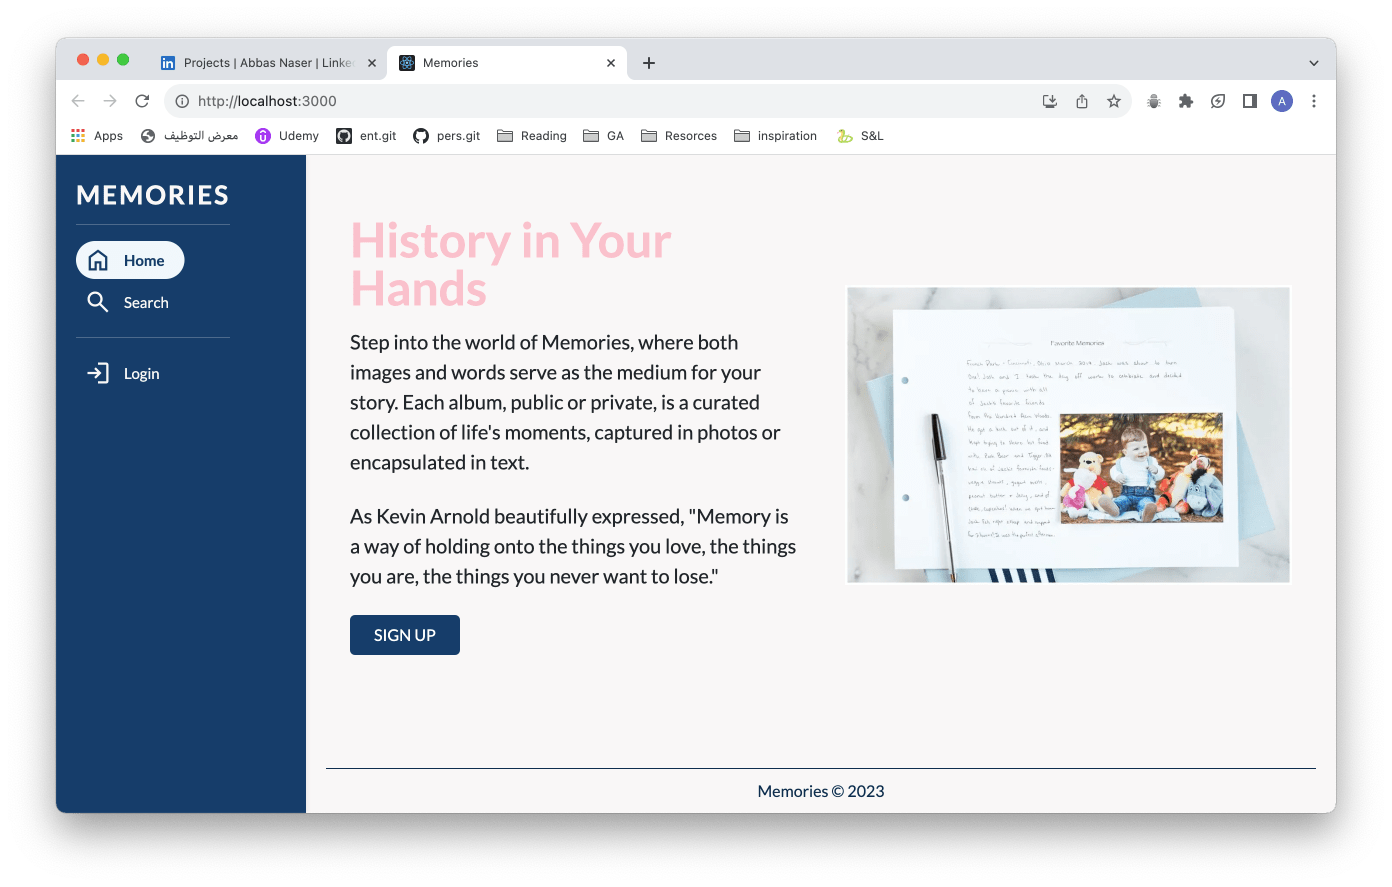 Projects | Abbas Naser | Linke
Memories
http://localhost:3000
A
Apps
معرض التوظيف
Udemy
ent.git
pers.git
Reading
GA
Resorces
inspiration
S&L
MEMORIES
Home
Search
Login
History in Your
Hands
Step into the world of Memories, where both
images and words serve as the medium for your
story. Each album, public or private, is a curated
collection of life's moments, captured in photos or
encapsulated in text.
As Kevin Arnold beautifully expressed, "Memory is
a way of holding onto the things you love, the things
you are, the things you never want to lose."
SIGN UP
Favorite Memories
Memories © 2023